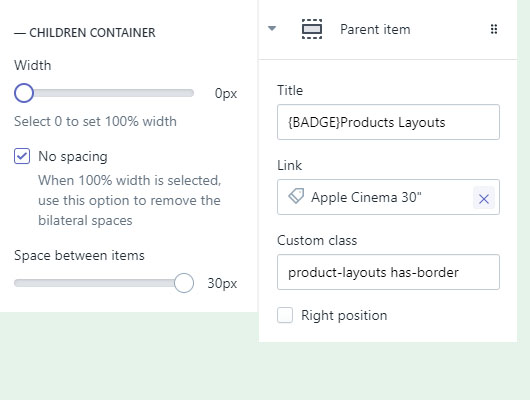 — CHILDREN CONTAINER
Width
0px
Select 0 to set 100% width
No spacing
When 100% width is selected,
use this option to remove the
bilateral spaces
Space between items
30px
Parent item
Title
{BADGE}Products Layouts
Link
Apple Cinema 30"
Custom class
product-layouts has-border
Right position